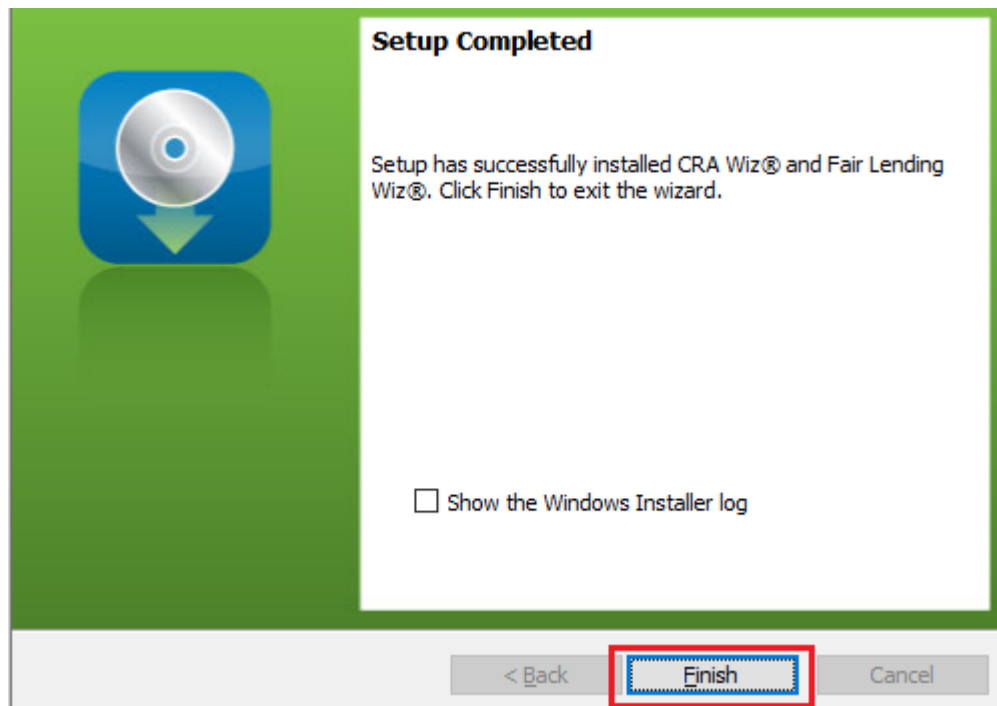 Setup Completed
Setup has successfully installed CRA Wiz® and Fair Lending
Wiz®. Click Finish to exit the wizard.
Show the Windows Installer log
< Back
Finish
Cancel